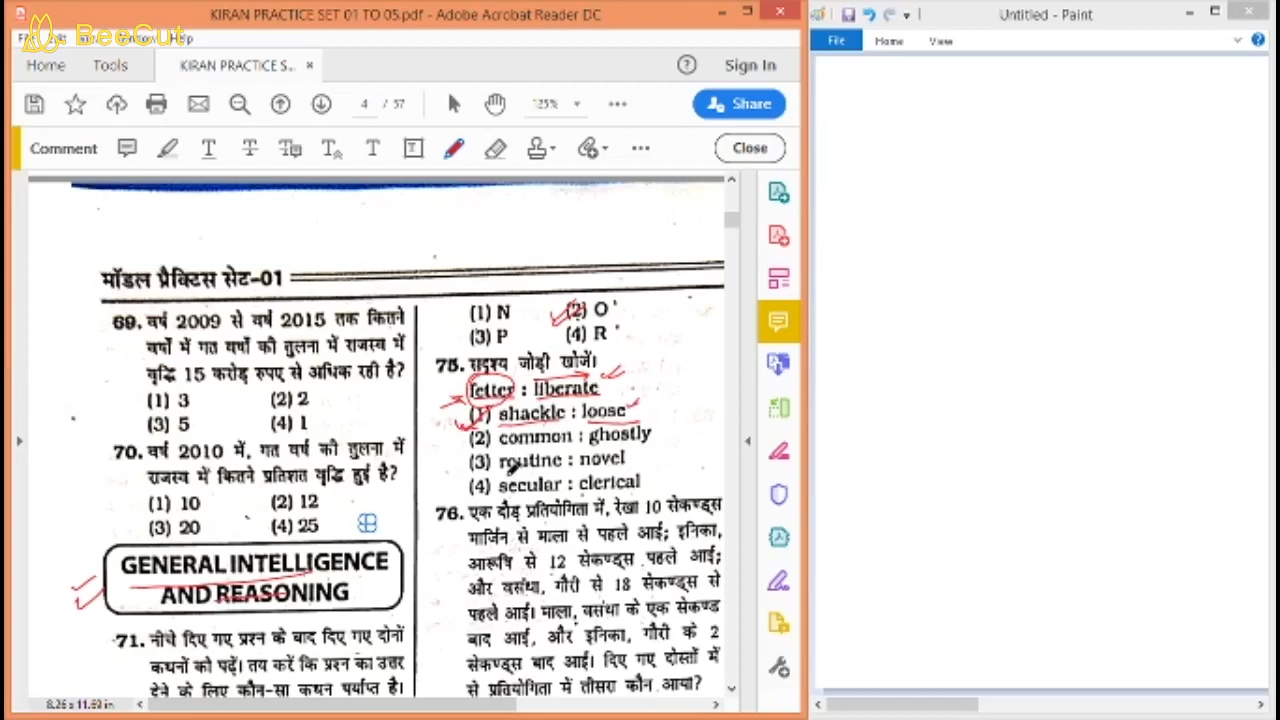 KIRAN PRACTICE SET 01 TO 05.pdf - Adobe Acrobat Reader DC
BeeCut
Help
Home
Tools
KIRAN PRACTICE S...
Sign In
4 / 57
125%
Share
Comment
Close
मॉडल प्रैक्टिस सेट-01
69. वर्ष 2009 से वर्ष 2015 तक कितने
वर्षों में गत वर्षों की तुलना में राजस्व में
वृद्धि 15 करोड़ रुपए से अधिक रही है?
(1) 3
(2) 2
(3) 5
(4) 1
70. वर्ष 2010 में, गत वर्ष की तुलना में
राजस्व में कितने प्रतिशत वृद्धि हुई है?
(1) 10
(2) 12
(3) 20
(4) 25
GENERAL INTELLIGENCE
AND REASONING
71. नीचे दिए गए प्रश्न के बाद दिए गए दोनों
कथनों को पढ़ें। तय करें कि प्रश्न का उत्तर
देने के लिए कौन-सा कथन पर्याप्त है।
(1) N
(2) O
(3) P
(4) R
75. सदृश्य जोड़ी खोजें।
fetter : liberate
(1) shackle : loose
(2) common : ghostly
(3) routine : novel
(4) secular : clerical
76. एक दौड़ प्रतियोगिता में, रेखा 10 सेकण्ड्स
मार्जिन से माला से पहले आई; इनिका,
आरूषि से 12 सेकण्ड्स पहले आई;
और वसंथा, गौरी से 18 सेकण्ड्स से
पहले आई। माला, वसंथा के एक सेकण्ड
बाद आई, और इनिका, गौरी के 2
सेकण्ड्स बाद आई। दिए गए दोस्तों में
से प्रतियोगिता में तीसरा कौन आया?
8.26 x 11.69 in
Untitled - Paint
File
Home
View